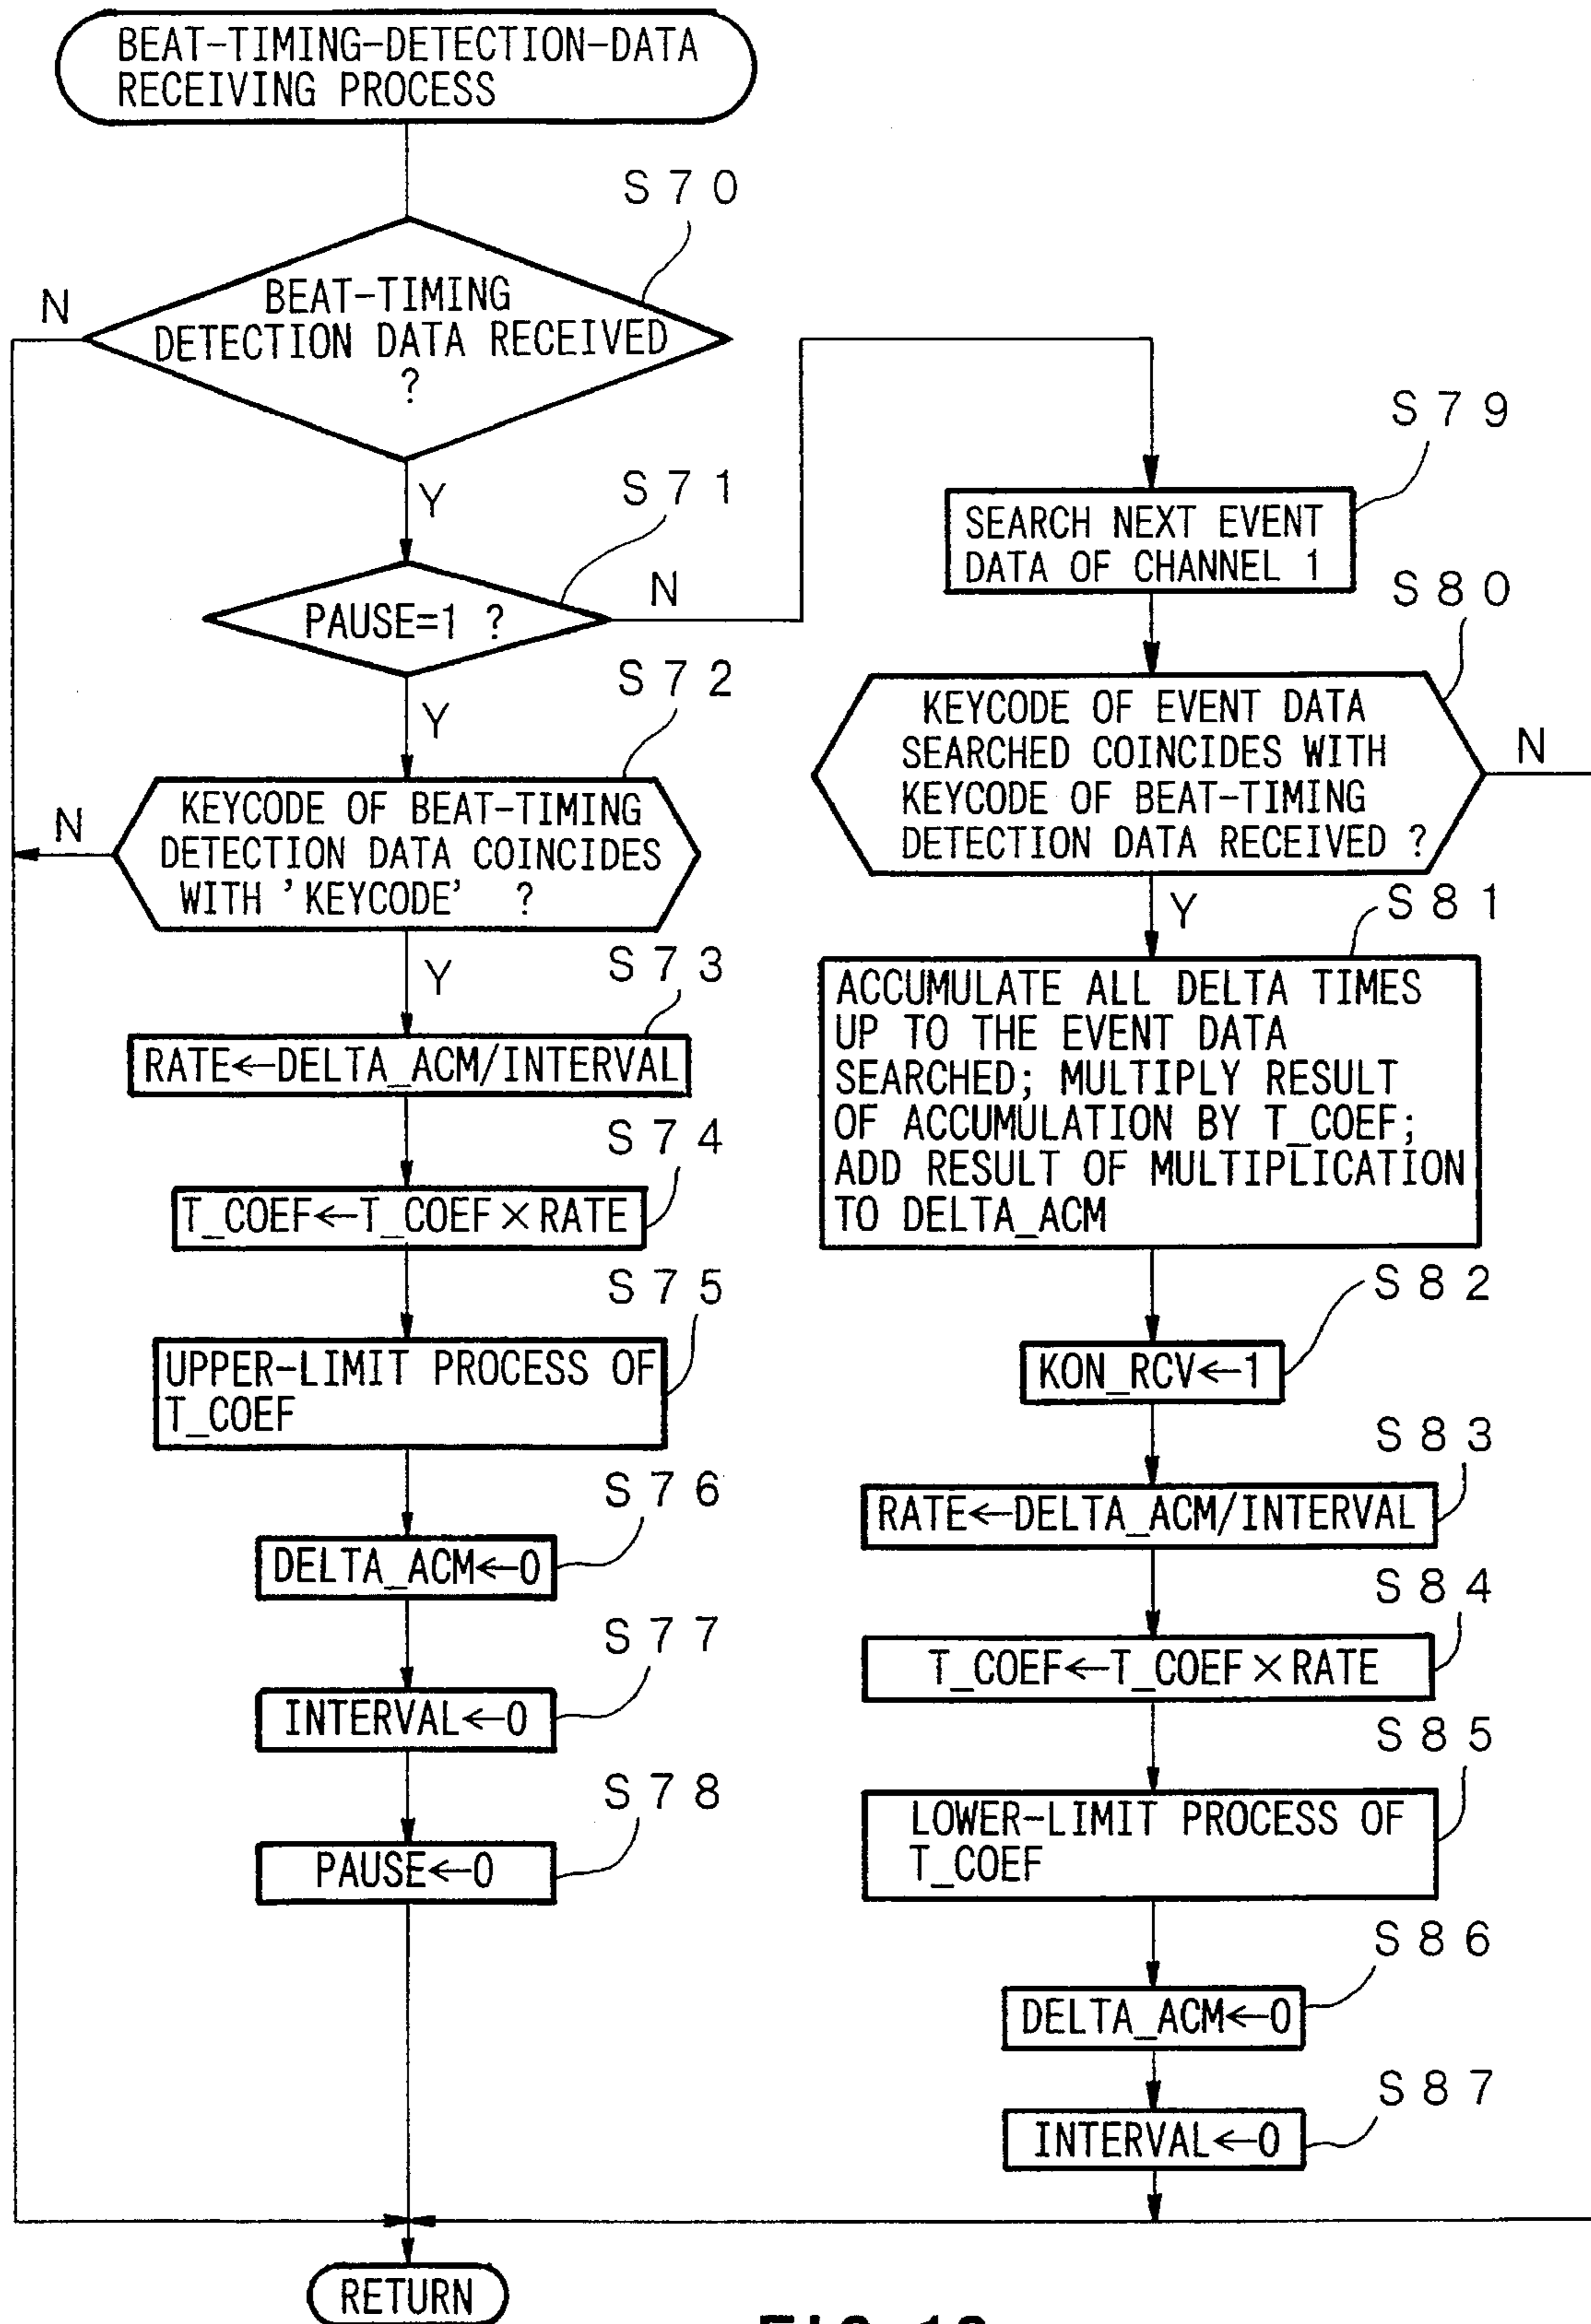 BEAT-TIMING-DETECTION-DATA
RECEIVING PROCESS
S70
BEAT-TIMING
DETECTION DATA RECEIVED
?
N
Y
S71
PAUSE=1 ?
N
Y
S72
KEYCODE OF BEAT-TIMING
DETECTION DATA COINCIDES
WITH 'KEYCODE' ?
N
Y
S73
RATE←DELTA_ACM/INTERVAL
S74
T_COEF←T_COEF×RATE
S75
UPPER-LIMIT PROCESS OF
T_COEF
S76
DELTA_ACM←0
S77
INTERVAL←0
S78
PAUSE←0
S79
SEARCH NEXT EVENT
DATA OF CHANNEL 1
S80
KEYCODE OF EVENT DATA
SEARCHED COINCIDES WITH
KEYCODE OF BEAT-TIMING
DETECTION DATA RECEIVED ?
N
Y
S81
ACCUMULATE ALL DELTA TIMES
UP TO THE EVENT DATA
SEARCHED; MULTIPLY RESULT
OF ACCUMULATION BY T_COEF;
ADD RESULT OF MULTIPLICATION
TO DELTA_ACM
S82
KON_RCV←1
S83
RATE←DELTA_ACM/INTERVAL
S84
T_COEF←T_COEF×RATE
S85
LOWER-LIMIT PROCESS OF
T_COEF
S86
DELTA_ACM←0
S87
INTERVAL←0
RETURN